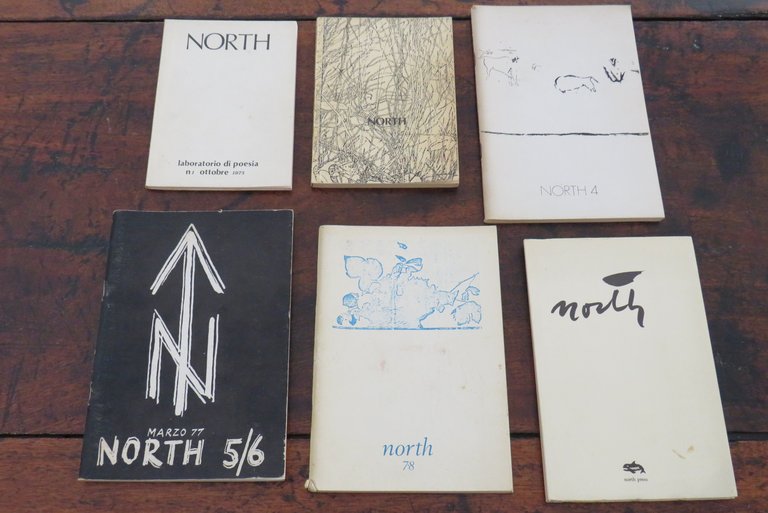 NORTH
laboratorio di poesia
n1 ottobre 1975
NORTH
NORTH 4
N
MARZO 77
NORTH 5/6
north
78
north
north press